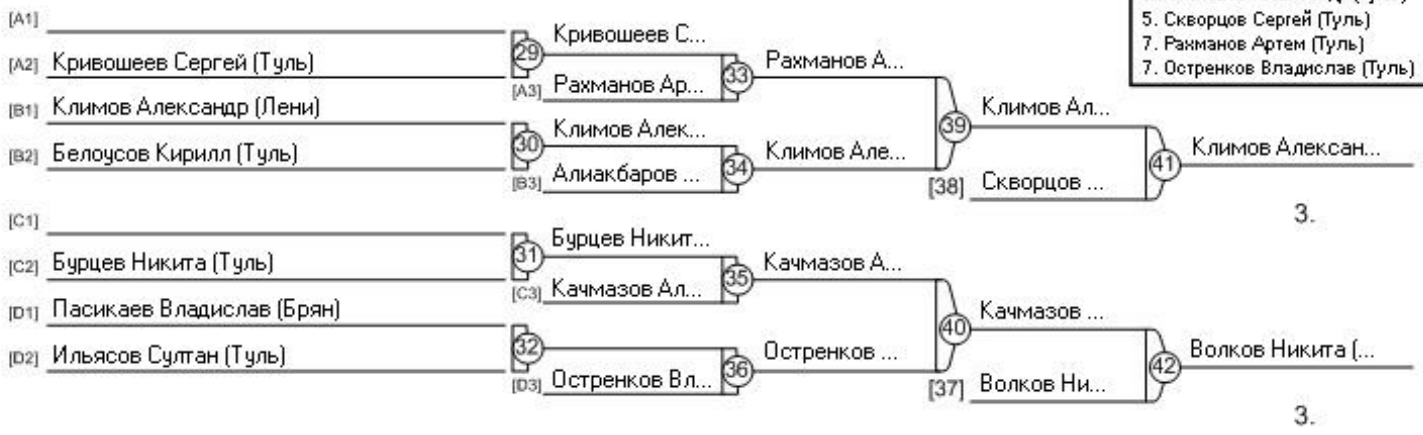 5. Скворцов Сергей (Туль)
7. Рахманов Артем (Туль)
7. Остренков Владислав (Туль)
[A1]
[A2] Кривошеев Сергей (Туль)
[B1] Климов Александр (Лени)
[B2] Белоусов Кирилл (Туль)
[C1]
[C2] Бурцев Никита (Туль)
[D1] Пасикаев Владислав (Брян)
[D2] Ильясов Султан (Туль)
29
Кривошеев С...
[A3] Рахманов Ар...
30
Климов Алек...
[B3] Алиакбаров ...
31
Бурцев Никит...
[C3] Качмазов Ал...
32
[D3] Остренков Вл...
33
Рахманов А...
34
Климов Але...
35
Качмазов А...
36
Остренков ...
39
Климов Ал...
[38] Скворцов ...
40
Качмазов ...
[37] Волков Ни...
41
Климов Алексан...
3.
42
Волков Никита (...
3.